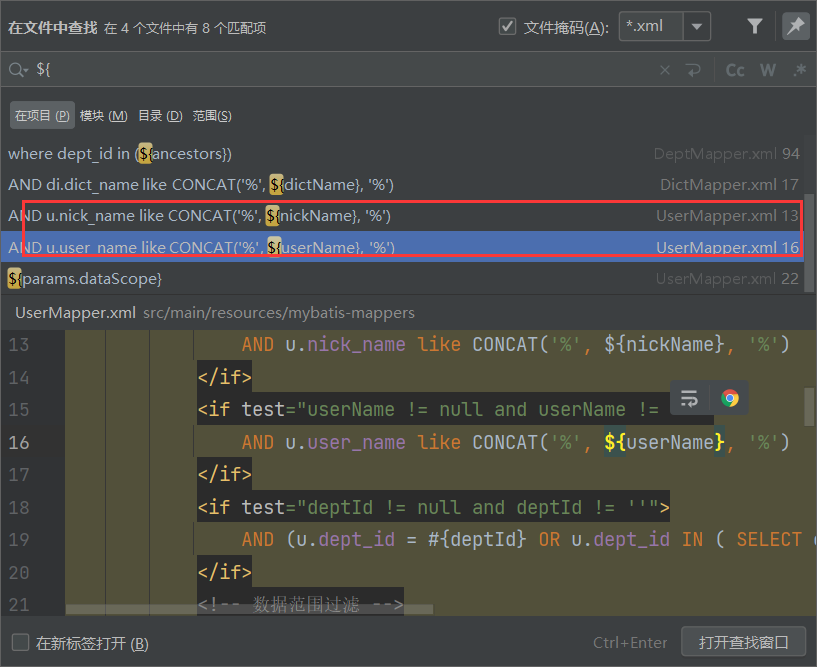 在文件中查找 在 4 个文件中有 8 个匹配项 文件掩码(A): *.xml
${ Cc W .*
在项目 (P) 模块 (M) 目录 (D) 范围(S)
where dept_id in (${ancestors}) DeptMapper.xml 94
AND di.dict_name like CONCAT('%', ${dictName}, '%') DictMapper.xml 17
AND u.nick_name like CONCAT('%', ${nickName}, '%') UserMapper.xml 13
AND u.user_name like CONCAT('%', ${userName}, '%') UserMapper.xml 16
${params.dataScope} UserMapper.xml 22
UserMapper.xml src/main/resources/mybatis-mappers
13 AND u.nick_name like CONCAT('%', ${nickName}, '%')
14 </if>
15 <if test="userName != null and userName !=
16 AND u.user_name like CONCAT('%', ${userName}, '%')
17 </if>
18 <if test="deptId != null and deptId != ''">
19 AND (u.dept_id = #{deptId} OR u.dept_id IN ( SELECT
20 </if>
21 <!-- 数据范围过滤 -->
在新标签打开 (B) Ctrl+Enter 打开查找窗口